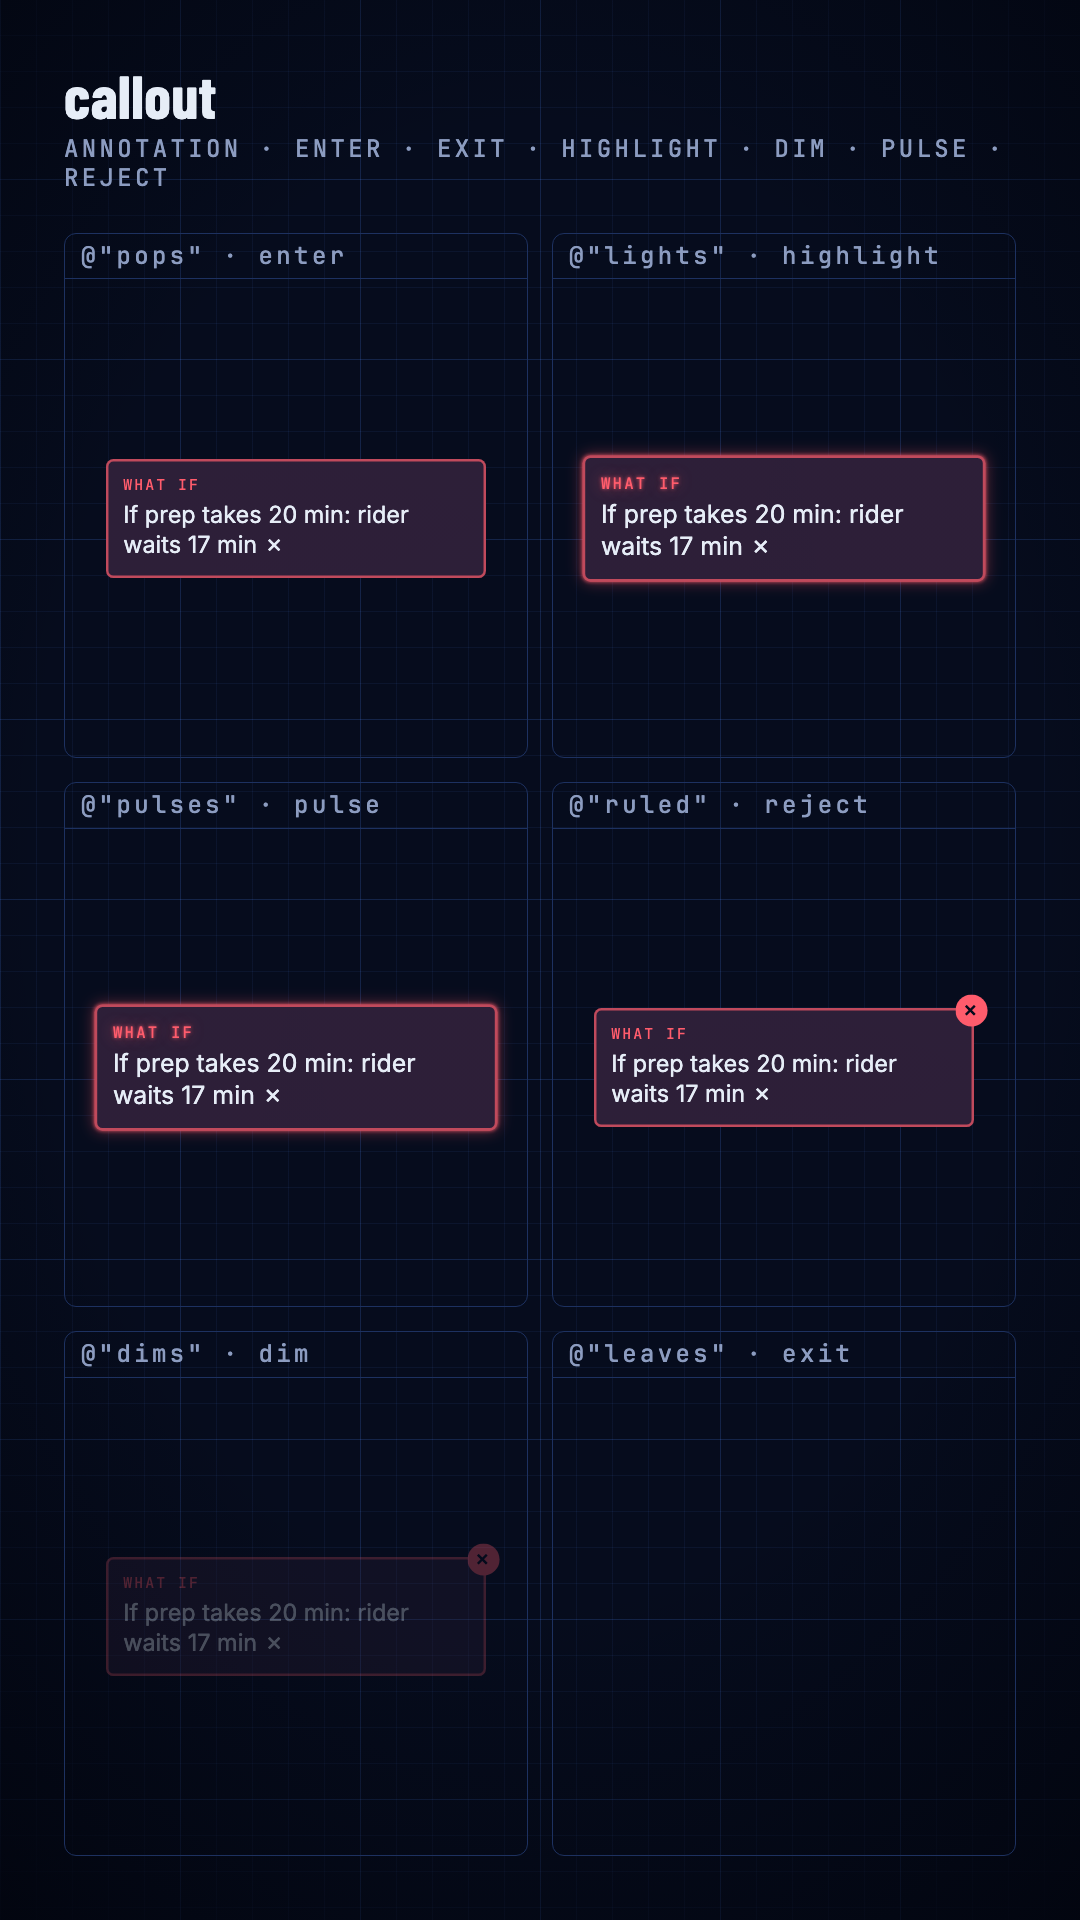 callout
ANNOTATION · ENTER · EXIT · HIGHLIGHT · DIM · PULSE ·
REJECT
@"pops" · enter
WHAT IF
If prep takes 20 min: rider
waits 17 min ×
@"lights" · highlight
WHAT IF
If prep takes 20 min: rider
waits 17 min ×
@"pulses" · pulse
WHAT IF
If prep takes 20 min: rider
waits 17 min ×
@"ruled" · reject
×
WHAT IF
If prep takes 20 min: rider
waits 17 min ×
@"dims" · dim
×
WHAT IF
If prep takes 20 min: rider
waits 17 min ×
@"leaves" · exit